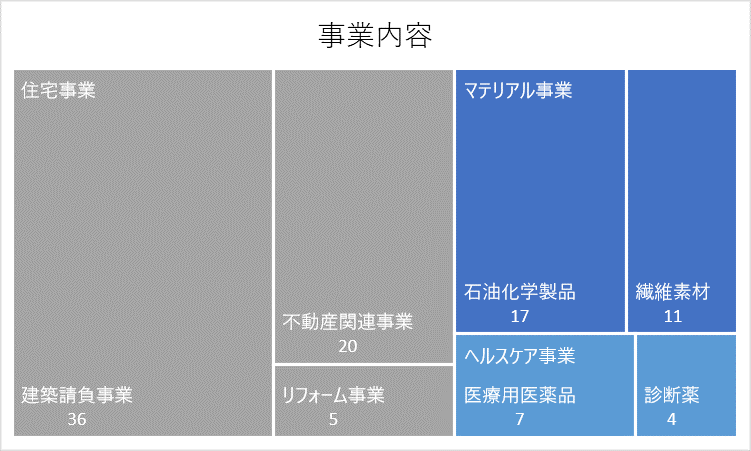 事業内容
住宅事業
建築請負事業
36
不動産関連事業
20
リフォーム事業
5
マテリアル事業
石油化学製品
17
繊維素材
11
ヘルスケア事業
医療用医薬品
7
診断薬
4